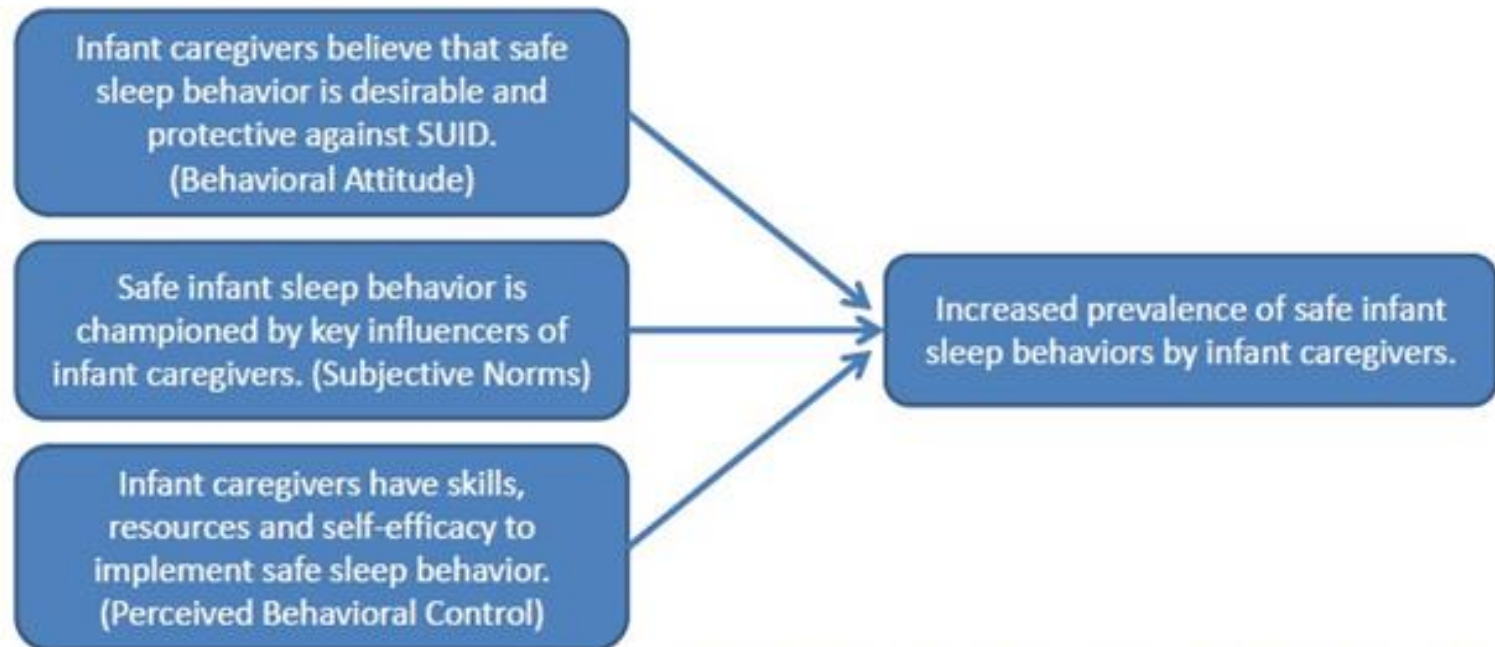 Infant caregivers believe that safe
sleep behavior is desirable and
protective against SUID.
(Behavioral Attitude)
Safe infant sleep behavior is
championed by key influencers of
infant caregivers. (Subjective Norms)
Infant caregivers have skills,
resources and self-efficacy to
implement safe sleep behavior.
(Perceived Behavioral Control)
Increased prevalence of safe infant
sleep behaviors by infant caregivers.